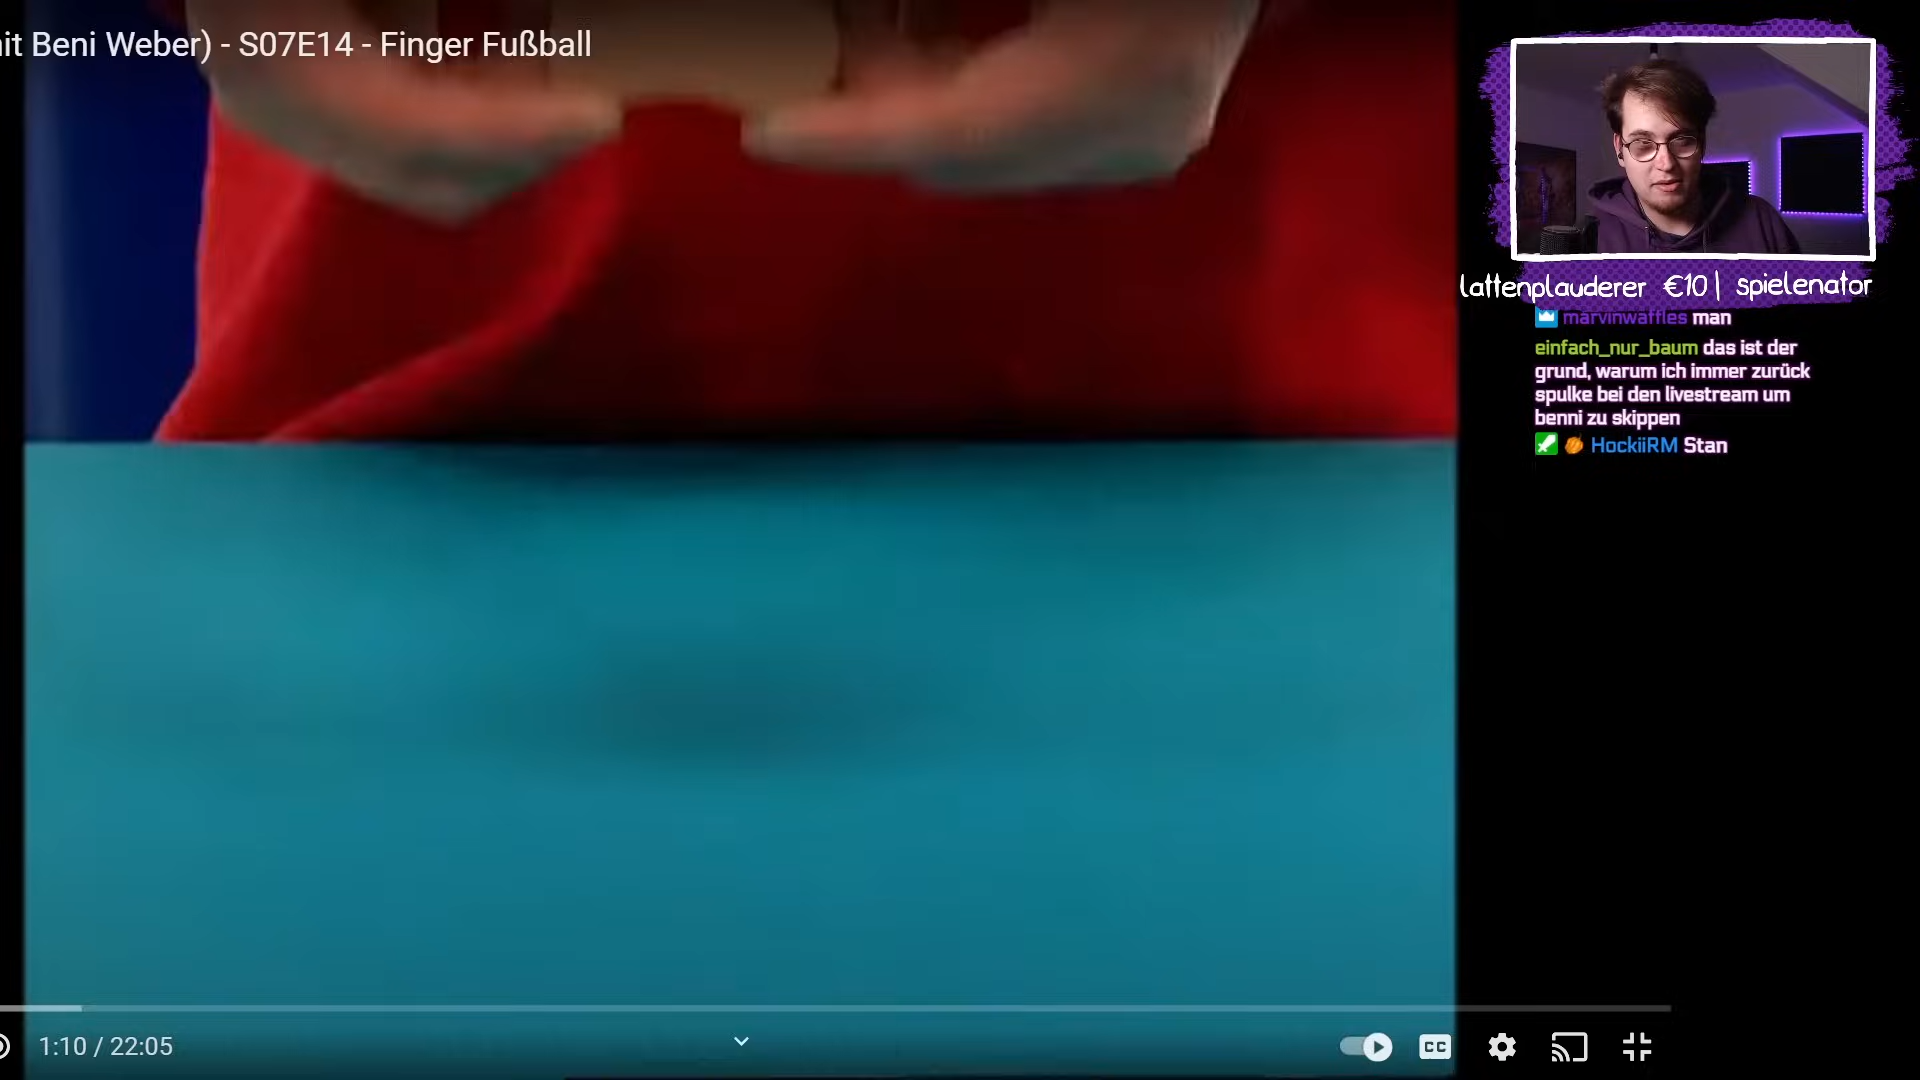 it Beni Weber) - S07E14 - Finger Fußball
lattenplauderer €10 | spielenator
marvinwaffles man
einfach_nur_baum das ist der
grund, warum ich immer zurück
spulke bei den livestream um
benni zu skippen
HockiiRM Stan
1:10 / 22:05
CC